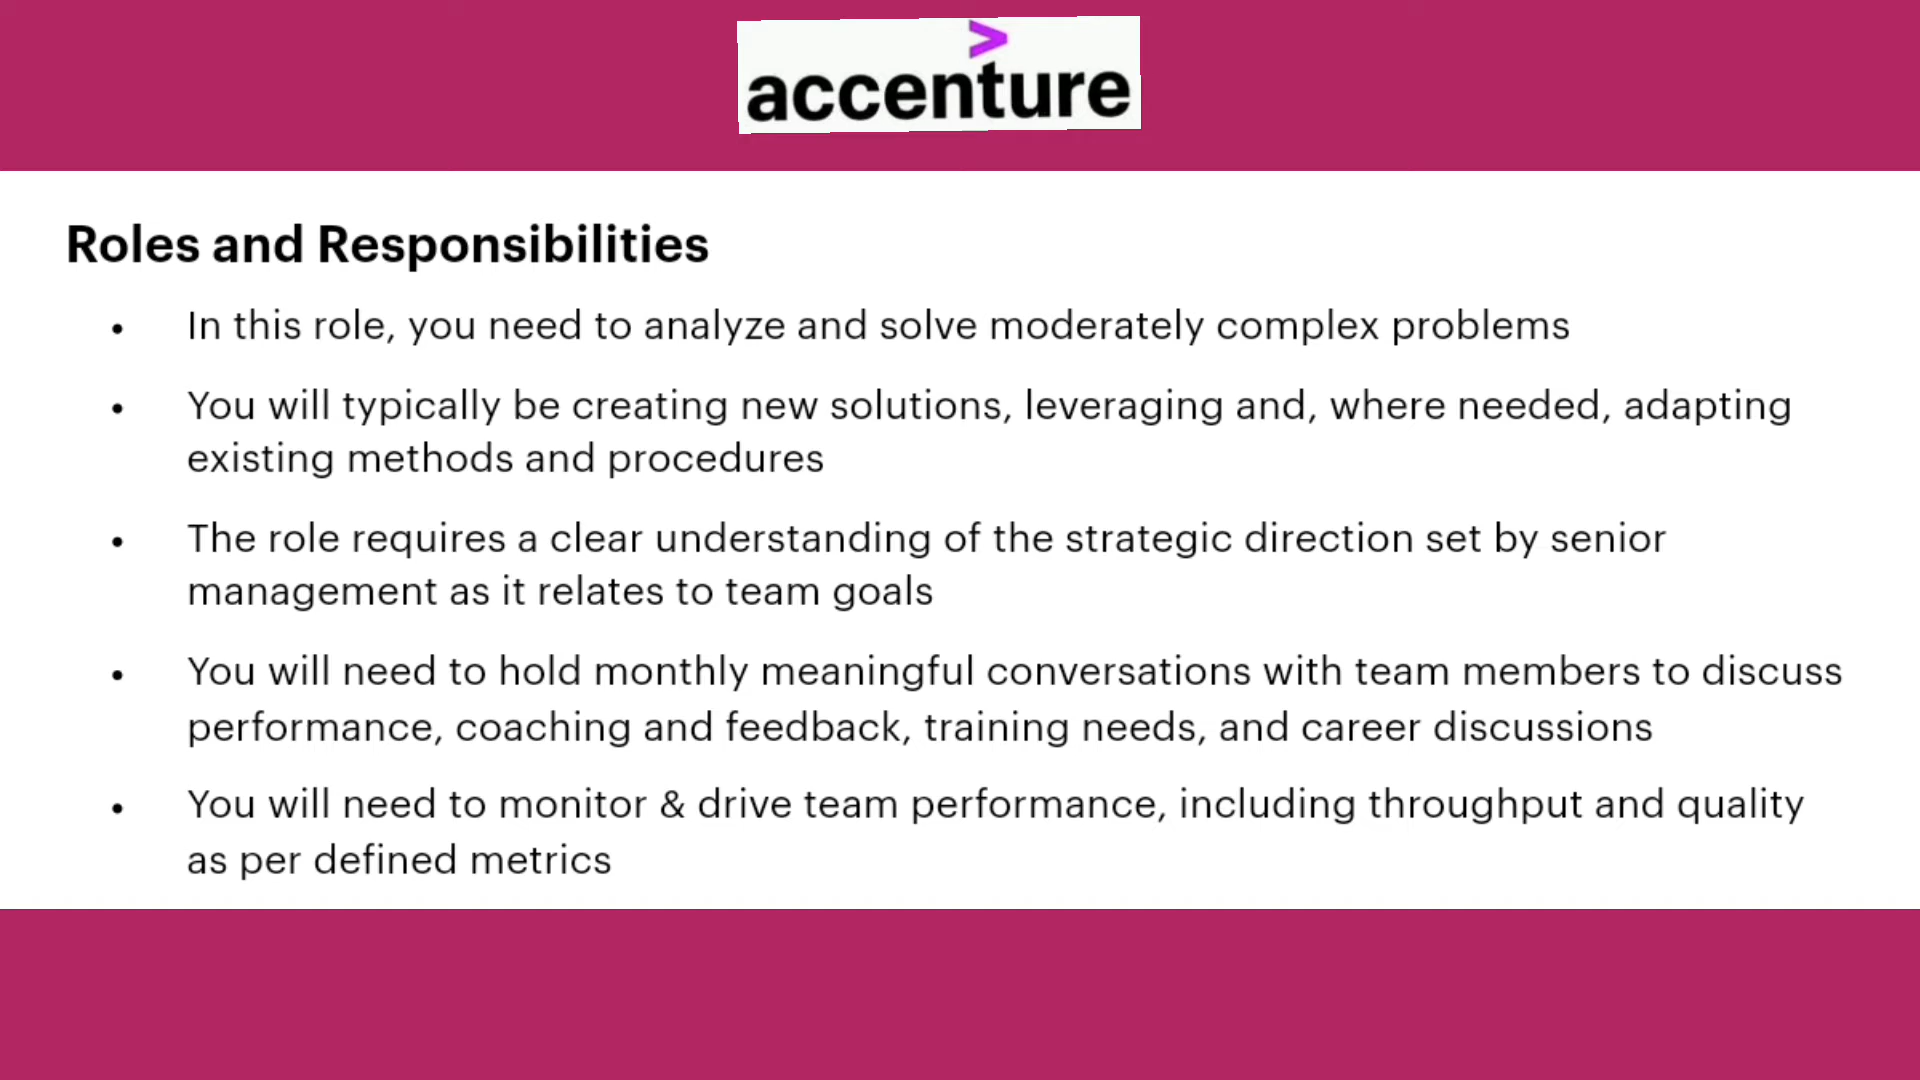 >
accenture
Roles and Responsibilities
• In this role, you need to analyze and solve moderately complex problems
• You will typically be creating new solutions, leveraging and, where needed, adapting
existing methods and procedures
• The role requires a clear understanding of the strategic direction set by senior
management as it relates to team goals
• You will need to hold monthly meaningful conversations with team members to discuss
performance, coaching and feedback, training needs, and career discussions
• You will need to monitor & drive team performance, including throughput and quality
as per defined metrics